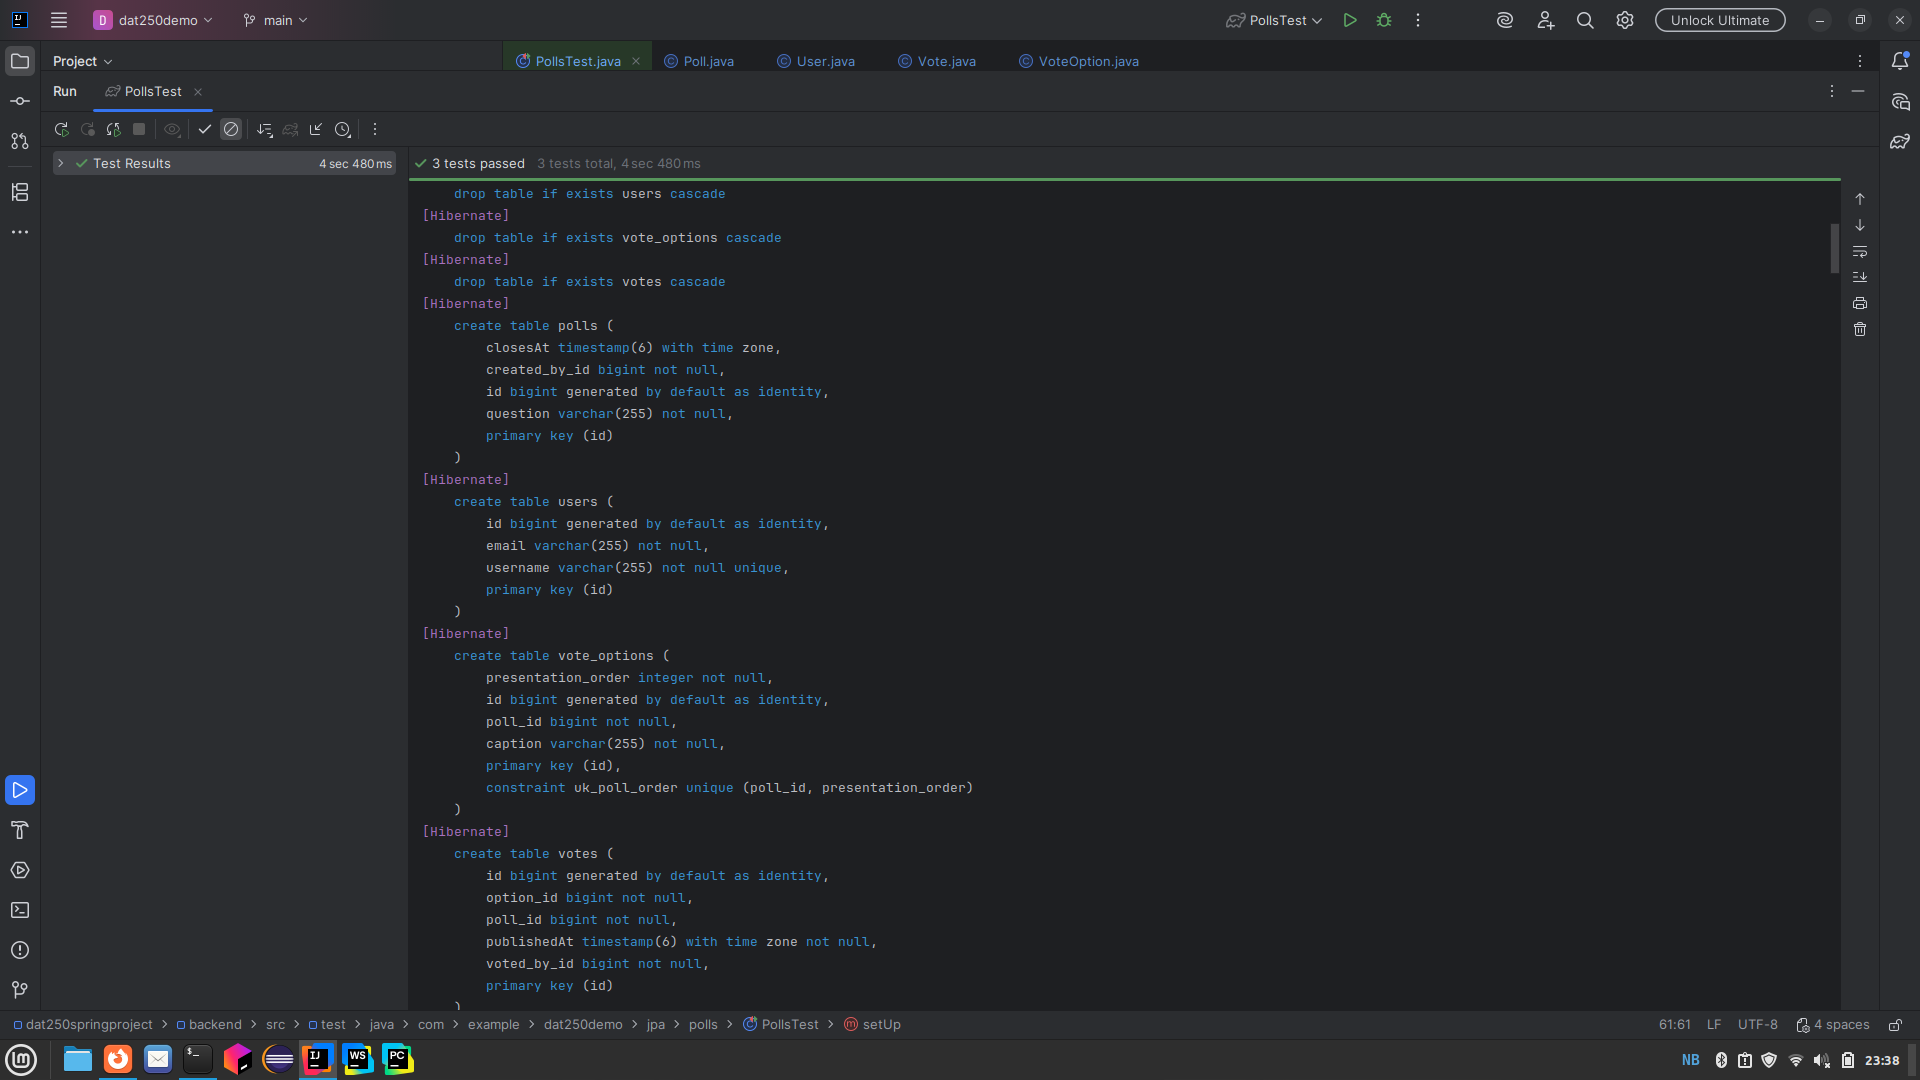 D dat250demo main PollsTest Unlock Ultimate
Project PollsTest.java Poll.java User.java Vote.java VoteOption.java
Run PollsTest
Test Results 4 sec 480 ms 3 tests passed 3 tests total, 4 sec 480 ms
drop table if exists users cascade
[Hibernate]
drop table if exists vote_options cascade
[Hibernate]
drop table if exists votes cascade
[Hibernate]
create table polls (
closesAt timestamp(6) with time zone,
created_by_id bigint not null,
id bigint generated by default as identity,
question varchar(255) not null,
primary key (id)
)
[Hibernate]
create table users (
id bigint generated by default as identity,
email varchar(255) not null,
username varchar(255) not null unique,
primary key (id)
)
[Hibernate]
create table vote_options (
presentation_order integer not null,
id bigint generated by default as identity,
poll_id bigint not null,
caption varchar(255) not null,
primary key (id),
constraint uk_poll_order unique (poll_id, presentation_order)
)
[Hibernate]
create table votes (
id bigint generated by default as identity,
option_id bigint not null,
poll_id bigint not null,
publishedAt timestamp(6) with time zone not null,
voted_by_id bigint not null,
primary key (id)
)
dat250springproject > backend > src > test > java > com > example > dat250demo > jpa > polls > PollsTest > setUp 61:61 LF UTF-8 4 spaces
IJ WS PC NB 23:38